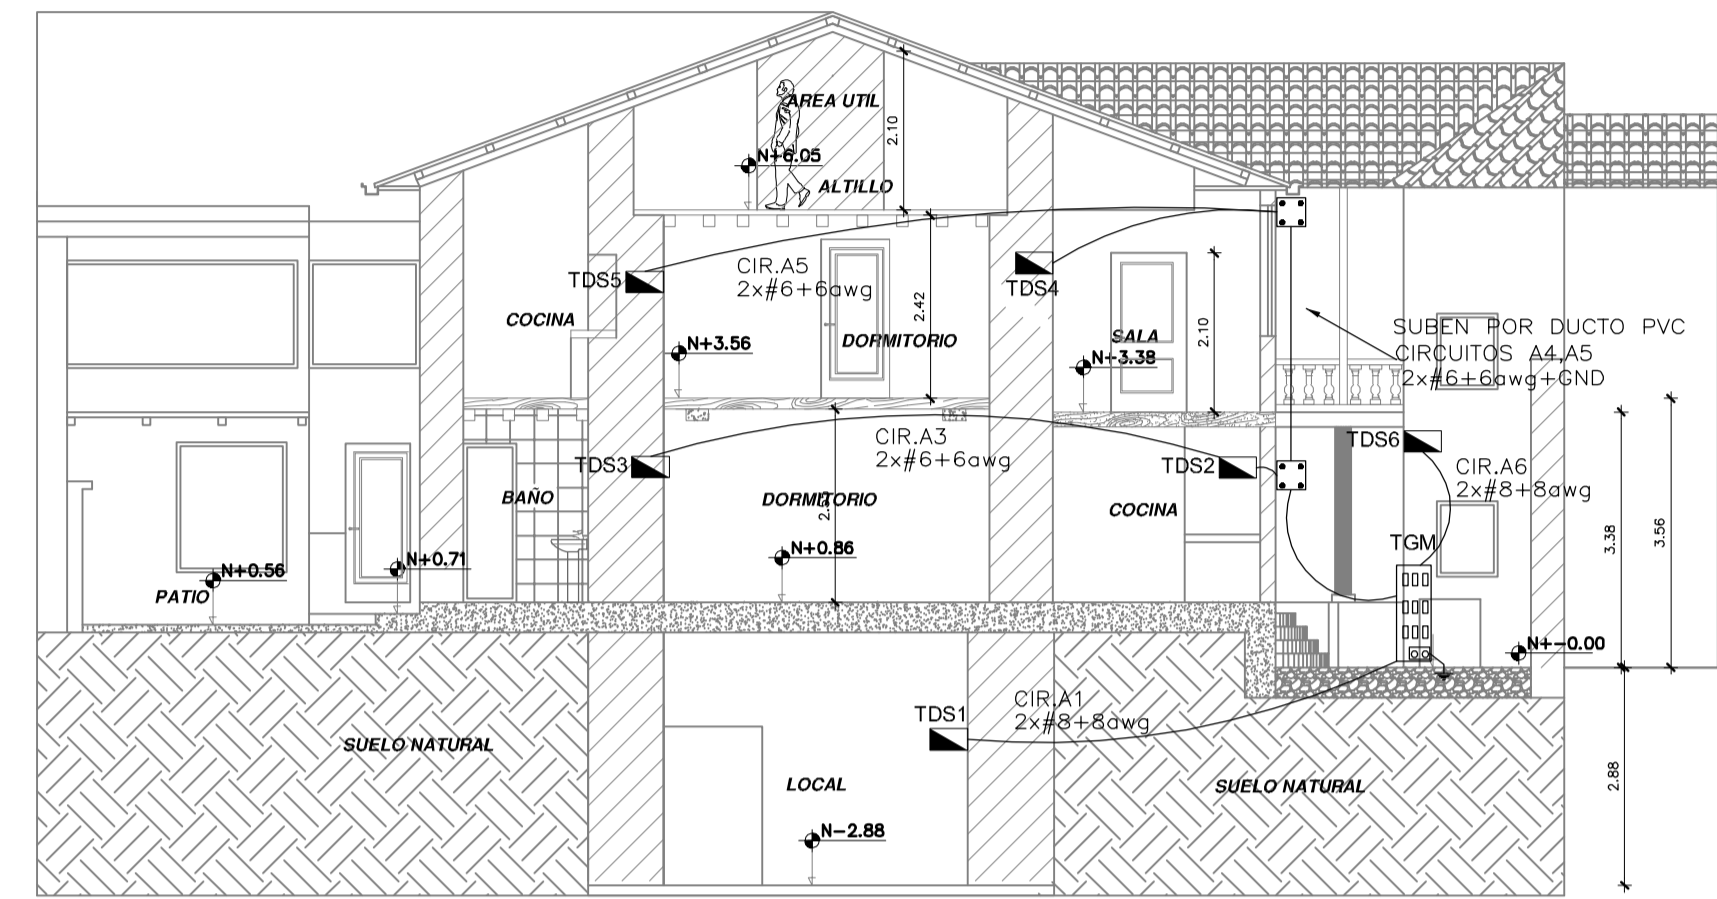 AREA UTIL
2.10
N+6.05
ALTILLO
CIR.A5
2x#6+6awg
TDS5
TDS4
2.42
COCINA
DORMITORIO
SALA
2.10
N+3.56
N+3.38
SUBEN POR DUCTO PVC
CIRCUITOS A4,A5
2x#6+6awg+GND
CIR.A3
2x#6+6awg
TDS3
TDS2
TDS6
CIR.A6
2x#8+8awg
BAÑO
DORMITORIO
COCINA
3.38
3.56
TGM
N+0.86
N+0.71
N+0.56
PATIO
N+-0.00
CIR.A1
2x#8+8awg
TDS1
SUELO NATURAL
LOCAL
SUELO NATURAL
2.88
N-2.88